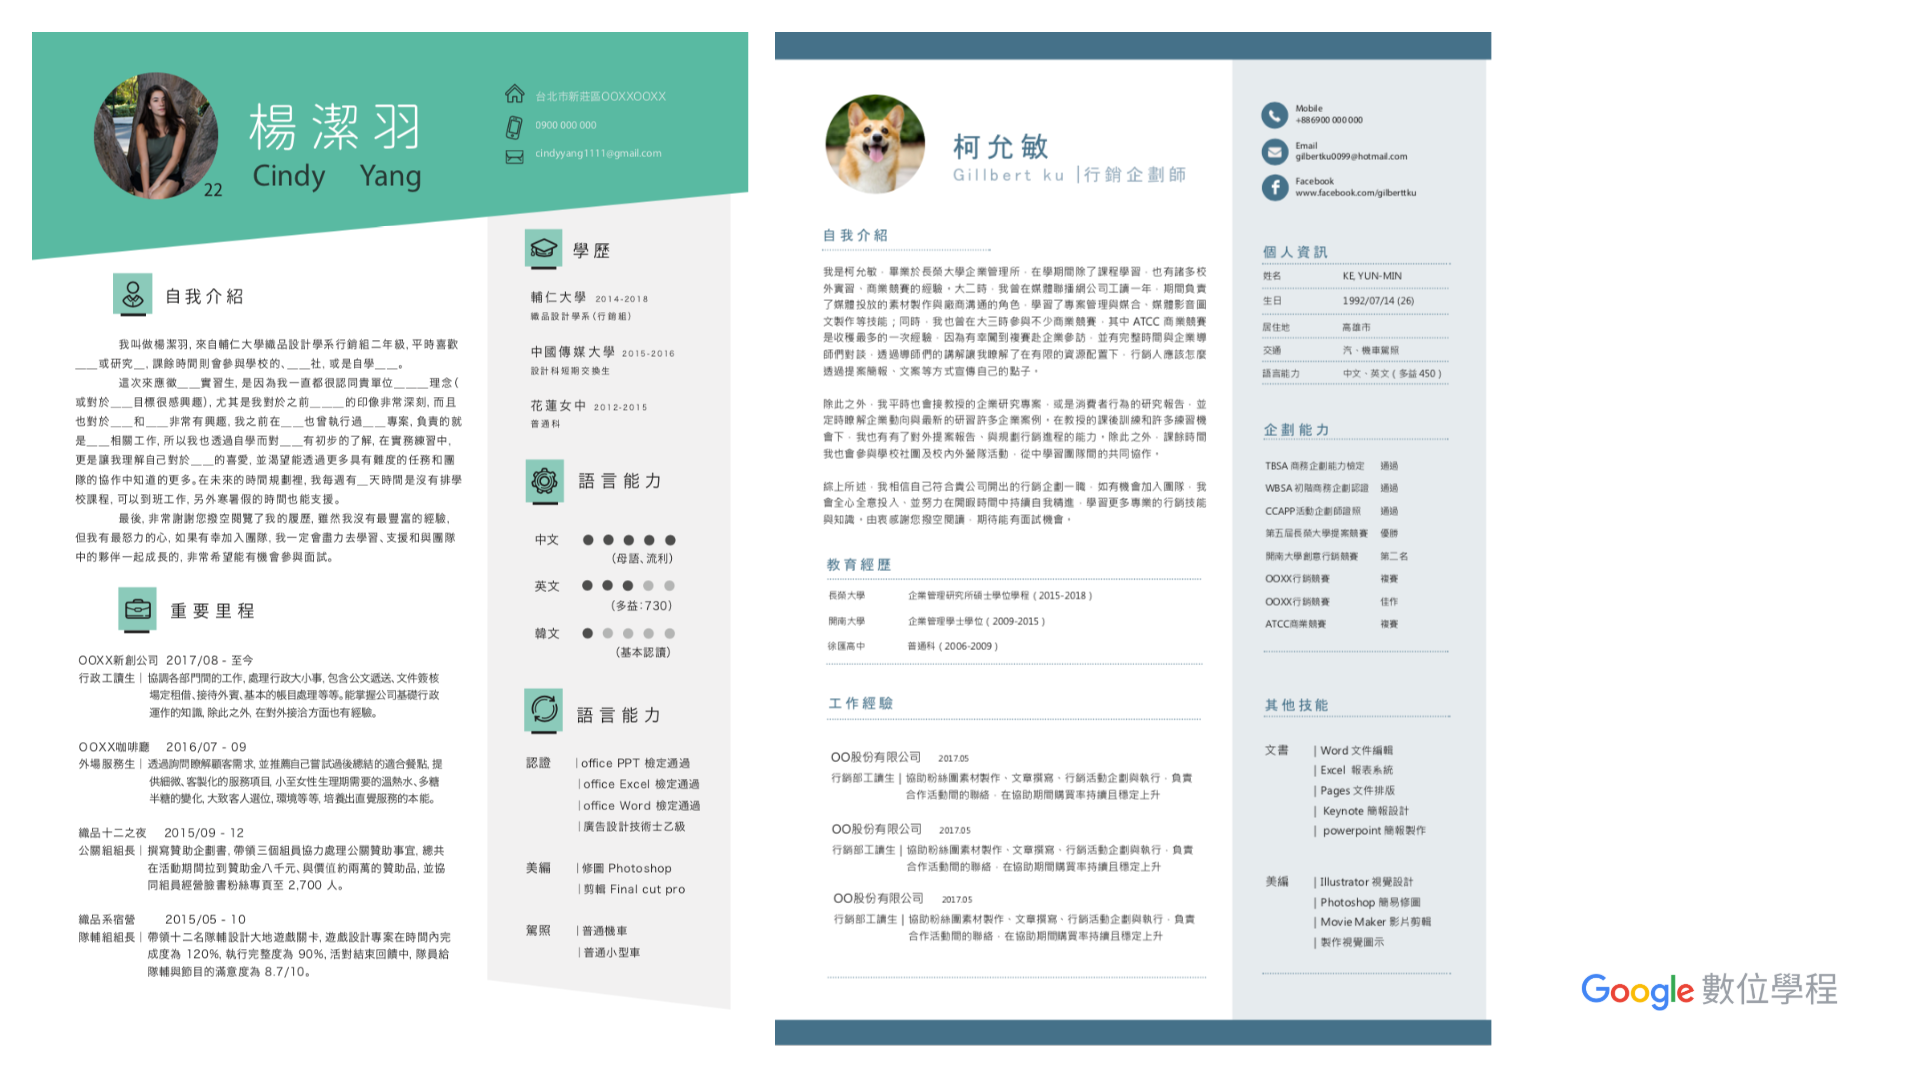 楊潔羽
Cindy Yang
22
台北市新莊區OOXXOOXX
0900 000 000
cindyyang1111@gmail.com
自我介紹
我叫做楊潔羽, 來自輔仁大學織品設計學系行銷組二年級, 平時喜歡
___或研究__, 課餘時間則會參與學校的、___社, 或是自學___。
這次來應徵___實習生, 是因為我一直都很認同貴單位____理念 (
或對於___目標很感興趣), 尤其是我對於之前____的印像非常深刻, 而且
也對於___和___非常有興趣, 我之前在___也曾執行過___專案, 負責的就
是___相關工作, 所以我也透過自學而對___有初步的了解, 在實務練習中,
更是讓我理解自己對於___的喜愛, 並渴望能透過更多具有難度的任務和團
隊的協作中知道的更多。在未來的時間規劃裡, 我每週有__天時間是沒有排學
校課程, 可以到班工作, 另外寒暑假的時間也能支援。
最後, 非常謝謝您撥空閱覽了我的履歷, 雖然我沒有最豐富的經驗,
但我有最怒力的心, 如果有幸加入團隊, 我一定會盡力去學習、支援和與團隊
中的夥伴一起成長的, 非常希望能有機會參與面試。
重要里程
OOXX新創公司 2017/08 - 至今
行政工讀生 | 協調各部門間的工作, 處理行政大小事, 包含公文遞送、文件簽核
場定租借、接待外賓、基本的帳目處理等等。能掌握公司基礎行政
運作的知識, 除此之外, 在對外接洽方面也有經驗。
OOXX咖啡廳 2016/07 - 09
外場服務生 | 透過詢問瞭解顧客需求, 並推薦自己嘗試過後總結的適合餐點, 提
供細微、客製化的服務項目, 小至女性生理期需要的溫熱水、多糖
半糖的變化, 大致客人選位, 環境等等, 培養出直覺服務的本能。
織品十二之夜 2015/09 - 12
公關組組長 | 撰寫贊助企劃書, 帶領三個組員協力處理公關贊助事宜, 總共
在活動期間拉到贊助金八千元、與價值約兩萬的贊助品, 並協
同組員經營臉書粉絲專頁至 2,700 人。
織品系宿營 2015/05 - 10
隊輔組組長 | 帶領十二名隊輔設計大地遊戲關卡, 遊戲設計專案在時間內完
成度為 120%, 執行完整度為 90%, 活對結束回饋中, 隊員給
隊輔與節目的滿意度為 8.7/10。
學歷
輔仁大學 2014-2018
織品設計學系 (行銷組)
中國傳媒大學 2015-2016
設計科短期交換生
花蓮女中 2012-2015
普通科
語言能力
中文
(母語、流利)
英文
(多益：730)
韓文
(基本認讀)
語言能力
認證 | office PPT 檢定通過
| office Excel 檢定通過
| office Word 檢定通過
| 廣告設計技術士乙級
美編 | 修圖 Photoshop
| 剪輯 Final cut pro
駕照 | 普通機車
| 普通小型車
柯允敏
Gillbert ku |行銷企劃師
自我介紹
我是柯允敏，畢業於長榮大學企業管理所，在學期間除了課程學習，也有諸多校
外實習、商業競賽的經驗。大二時，我曾在媒體聯播網公司工讀一年，期間負責
了媒體投放的素材製作與廠商溝通的角色，學習了專案管理與媒合、媒體影音圖
文製作等技能；同時，我也曾在大三時參與不少商業競賽，其中 ATCC 商業競賽
是收穫最多的一次經驗，因為有幸闖到複賽赴企業參訪，並有完整時間與企業導
師們對談，透過導師們的講解讓我瞭解了在有限的資源配置下，行銷人應該怎麼
透過提案簡報、文案等方式宣傳自己的點子。
除此之外，我平時也會接教授的企業研究專案，或是消費者行為的研究報告，並
定時瞭解企業動向與最新的研習許多企業案例。在教授的課後訓練和許多練習機
會下，我也有有了對外提案報告、與規劃行銷進程的能力。除此之外，課餘時間
我也會參與學校社團及校內外營隊活動，從中學習團隊間的共同協作。
綜上所述，我相信自己符合貴公司開出的行銷企劃一職，如有機會加入團隊，我
會全心全意投入、並努力在閒暇時間中持續自我精進，學習更多專業的行銷技能
與知識。由衷感謝您撥空閱讀，期待能有面試機會。
教育經歷
長榮大學 企業管理研究所碩士學位學程 ( 2015-2018 )
開南大學 企業管理學士學位 ( 2009-2015 )
徐匯高中 普通科 ( 2006-2009 )
工作經驗
OO股份有限公司 2017.05
行銷部工讀生 | 協助粉絲團素材製作、文章撰寫、行銷活動企劃與執行，負責
合作活動間的聯絡，在協助期間購買率持續且穩定上升
OO股份有限公司 2017.05
行銷部工讀生 | 協助粉絲團素材製作、文章撰寫、行銷活動企劃與執行，負責
合作活動間的聯絡，在協助期間購買率持續且穩定上升
OO股份有限公司 2017.05
行銷部工讀生 | 協助粉絲團素材製作、文章撰寫、行銷活動企劃與執行，負責
合作活動間的聯絡，在協助期間購買率持續且穩定上升
Mobile
+886900 000 000
Email
gilbertku0099@hotmail.com
Facebook
www.facebook.com/gilberttku
個人資訊
姓名 KE, YUN-MIN
生日 1992/07/14 (26)
居住地 高雄市
交通 汽、機車駕照
語言能力 中文、英文 ( 多益 450 )
企劃能力
TBSA 商務企劃能力檢定 通過
WBSA 初階商務企劃認證 通過
CCAPP活動企劃師證照 通過
第五屆長榮大學提案競賽 優勝
開南大學創意行銷競賽 第二名
OOXX行銷競賽 複賽
OOXX行銷競賽 佳作
ATCC商業競賽 複賽
其他技能
文書 | Word 文件編輯
| Excel 報表系統
| Pages 文件排版
| Keynote 簡報設計
| powerpoint 簡報製作
美編 | Illustrator 視覺設計
| Photoshop 簡易修圖
| Movie Maker 影片剪輯
| 製作視覺圖示
Google 數位學程